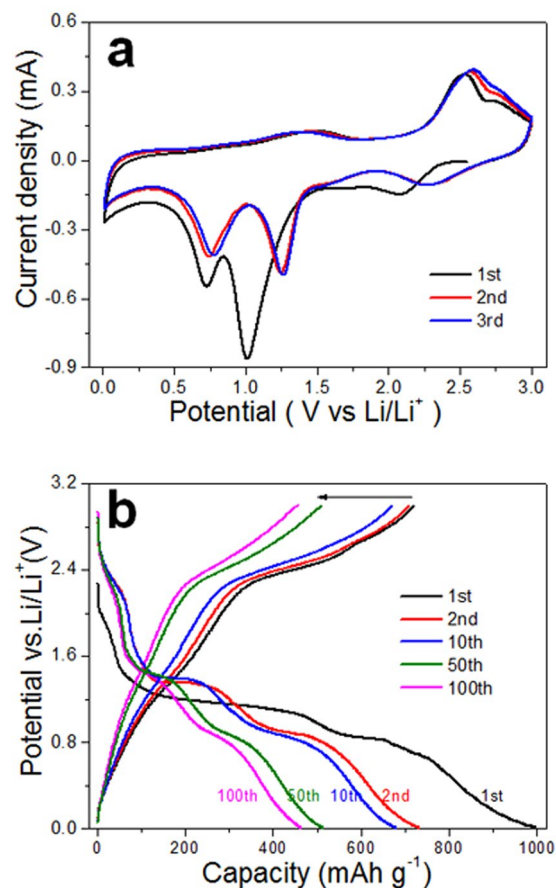 a
0.6
0.3
0.0
-0.3
-0.6
-0.9
Current density (mA)
1st
2nd
3rd
0.0 0.5 1.0 1.5 2.0 2.5 3.0
Potential ( V vs Li/Li⁺ )
b
3.2
2.4
1.6
0.8
0.0
Potential vs.Li/Li⁺(V)
1st
2nd
10th
50th
100th
100th 50th 10th 2nd 1st
0 200 400 600 800 1000
Capacity (mAh g⁻¹)